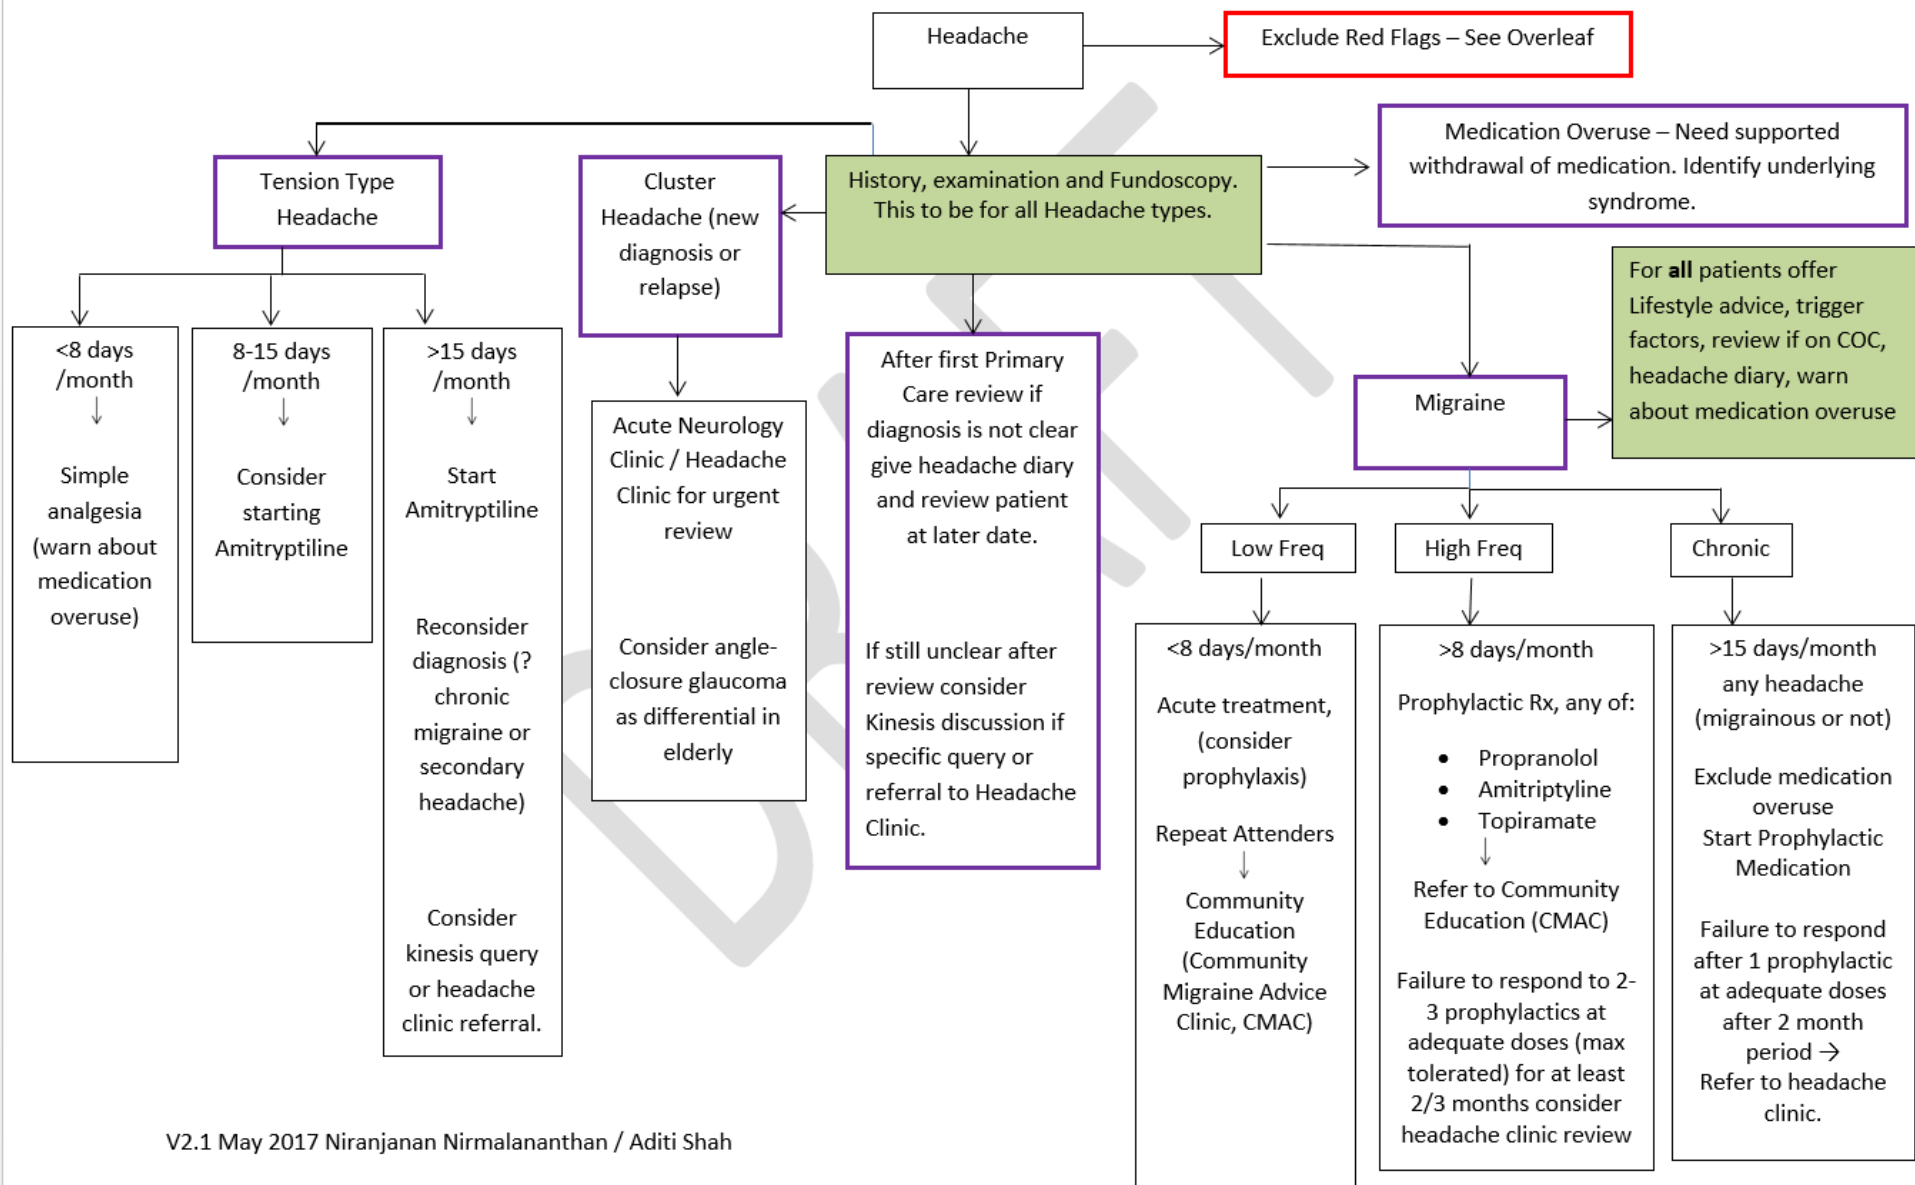 Headache
Exclude Red Flags – See Overleaf
Medication Overuse – Need supported
withdrawal of medication. Identify underlying
syndrome.
History, examination and Fundoscopy.
This to be for all Headache types.
Tension Type
Headache
Cluster
Headache (new
diagnosis or
relapse)
For all patients offer
Lifestyle advice, trigger
factors, review if on COC,
headache diary, warn
about medication overuse
<8 days
/month
Simple
analgesia
(warn about
medication
overuse)
8-15 days
/month
Consider
starting
Amitryptiline
>15 days
/month
Start
Amitryptiline
Reconsider
diagnosis (?
chronic
migraine or
secondary
headache)
Consider
kinesis query
or headache
clinic referral.
Acute Neurology
Clinic / Headache
Clinic for urgent
review
Consider angle-
closure glaucoma
as differential in
elderly
After first Primary
Care review if
diagnosis is not clear
give headache diary
and review patient
at later date.
If still unclear after
review consider
Kinesis discussion if
specific query or
referral to Headache
Clinic.
Migraine
Low Freq
High Freq
Chronic
<8 days/month
Acute treatment,
(consider
prophylaxis)
Repeat Attenders
Community
Education
(Community
Migraine Advice
Clinic, CMAC)
>8 days/month
Prophylactic Rx, any of:
• Propranolol
• Amitriptyline
• Topiramate
Refer to Community
Education (CMAC)
Failure to respond to 2-
3 prophylactics at
adequate doses (max
tolerated) for at least
2/3 months consider
headache clinic review
>15 days/month
any headache
(migrainous or not)
Exclude medication
overuse
Start Prophylactic
Medication
Failure to respond
after 1 prophylactic
at adequate doses
after 2 month
period →
Refer to headache
clinic.
V2.1 May 2017 Niranjanan Nirmalananthan / Aditi Shah
DRAFT